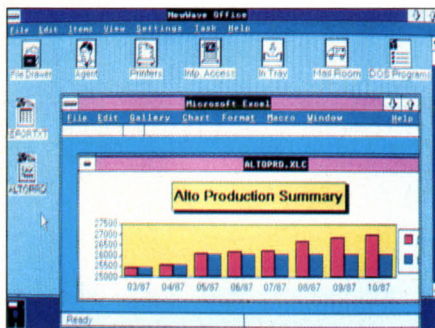 NewWave Office
File Edit Items View Settings Task Help
File Drawer Agent Printers Info. Access In Tray Mail Room DOS Programs
Microsoft Excel
File Edit Gallery Chart Format Macro Window Help
ALTOPRD.XLC
EPORTXT
ALTOPRD
Alto Production Summary
27500
27000
26500
26000
25500
25000
03/87 04/87 05/87 06/87 07/87 08/87 09/87 10/87
Ready